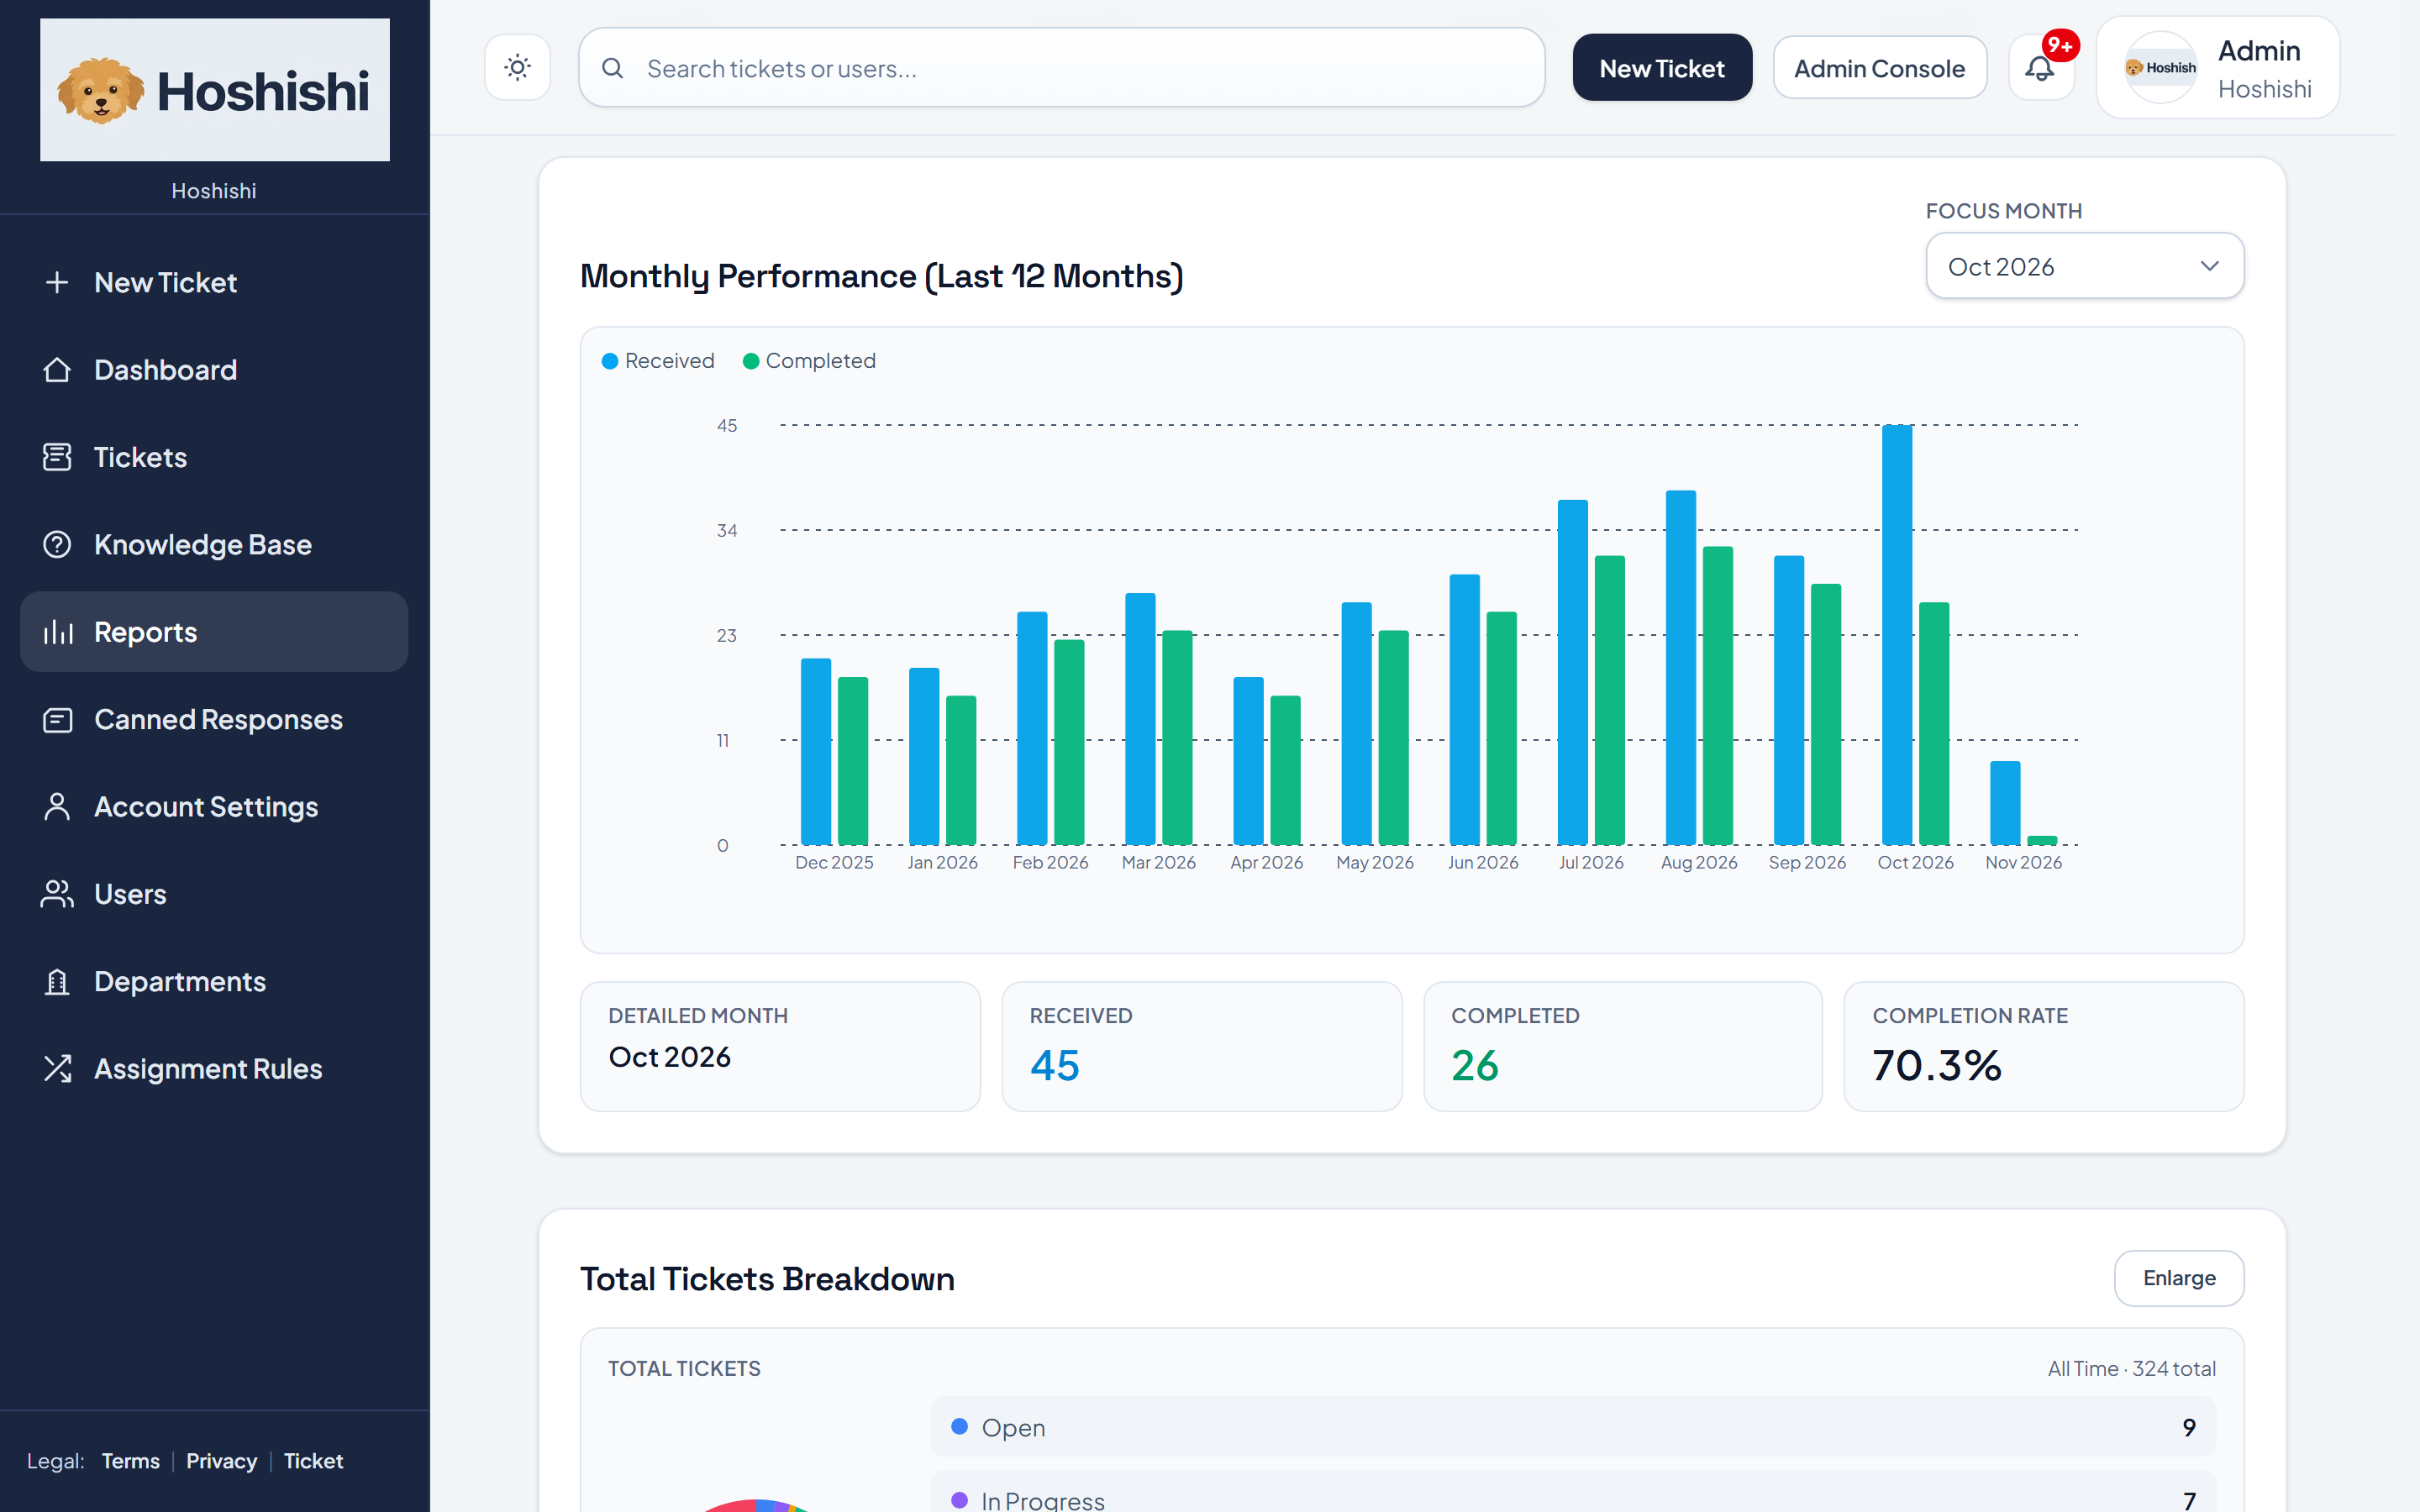 Hoshishi
Hoshishi
New Ticket
Dashboard
Tickets
Knowledge Base
Reports
Canned Responses
Account Settings
Users
Departments
Assignment Rules
Legal: Terms | Privacy | Ticket
Search tickets or users...
New Ticket
Admin Console
9+
Hoshish
Admin
Hoshishi
FOCUS MONTH
Oct 2026
Monthly Performance (Last 12 Months)
Received Completed
45
34
23
11
0
Dec 2025 Jan 2026 Feb 2026 Mar 2026 Apr 2026 May 2026 Jun 2026 Jul 2026 Aug 2026 Sep 2026 Oct 2026 Nov 2026
DETAILED MONTH
Oct 2026
RECEIVED
45
COMPLETED
26
COMPLETION RATE
70.3%
Total Tickets Breakdown
Enlarge
TOTAL TICKETS
All Time · 324 total
Open 9
In Progress 7